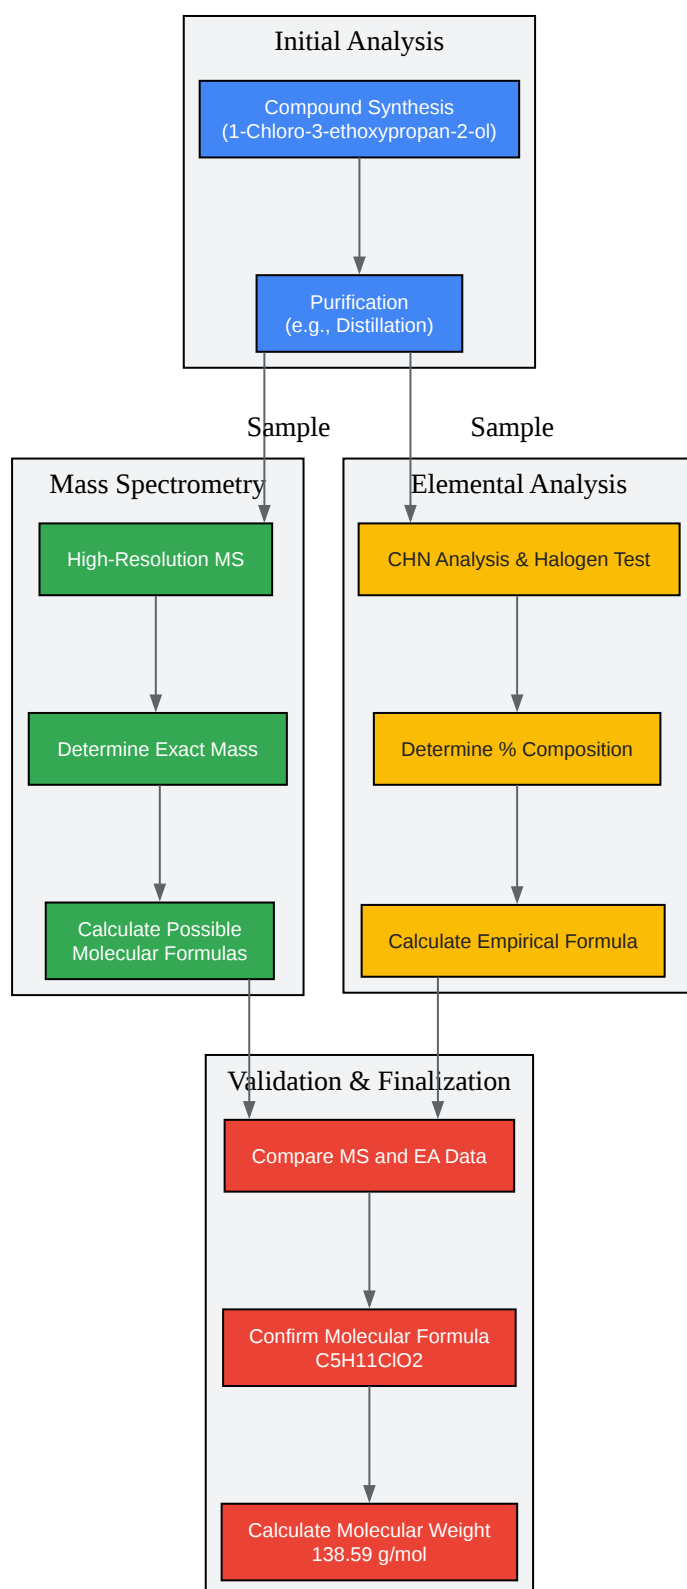 Initial Analysis
Compound Synthesis
(1-Chloro-3-ethoxypropan-2-ol)
Purification
(e.g., Distillation)
Sample
Sample
Mass Spectrometry
High-Resolution MS
Determine Exact Mass
Calculate Possible
Molecular Formulas
Elemental Analysis
CHN Analysis & Halogen Test
Determine % Composition
Calculate Empirical Formula
Validation & Finalization
Compare MS and EA Data
Confirm Molecular Formula
C5H11ClO2
Calculate Molecular Weight
138.59 g/mol